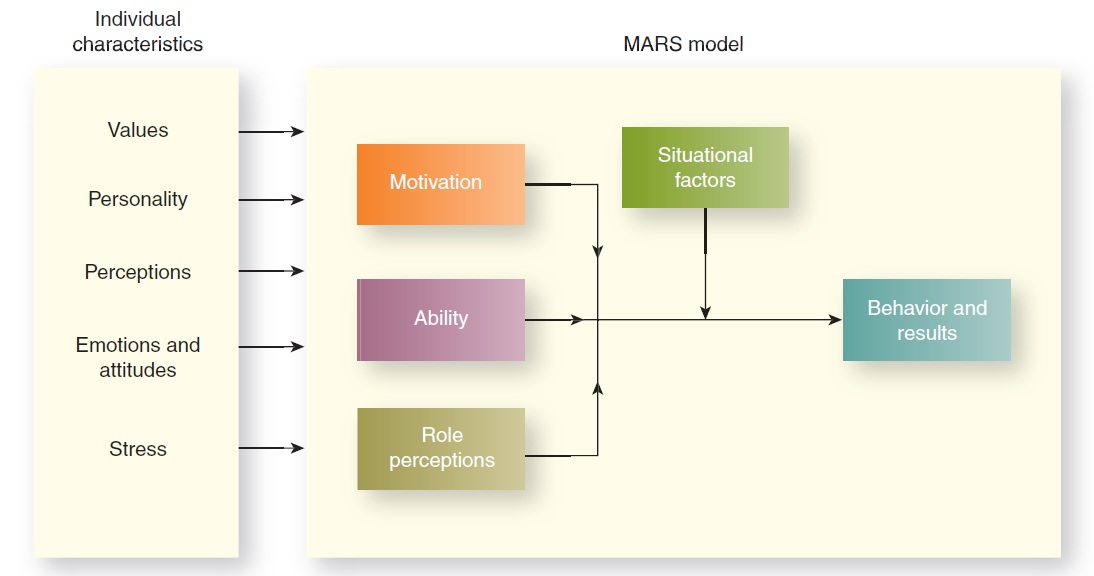 Individual
characteristics
MARS model
Values
Personality
Perceptions
Emotions and
attitudes
Stress
Motivation
Situational
factors
Ability
Behavior and
results
Role
perceptions